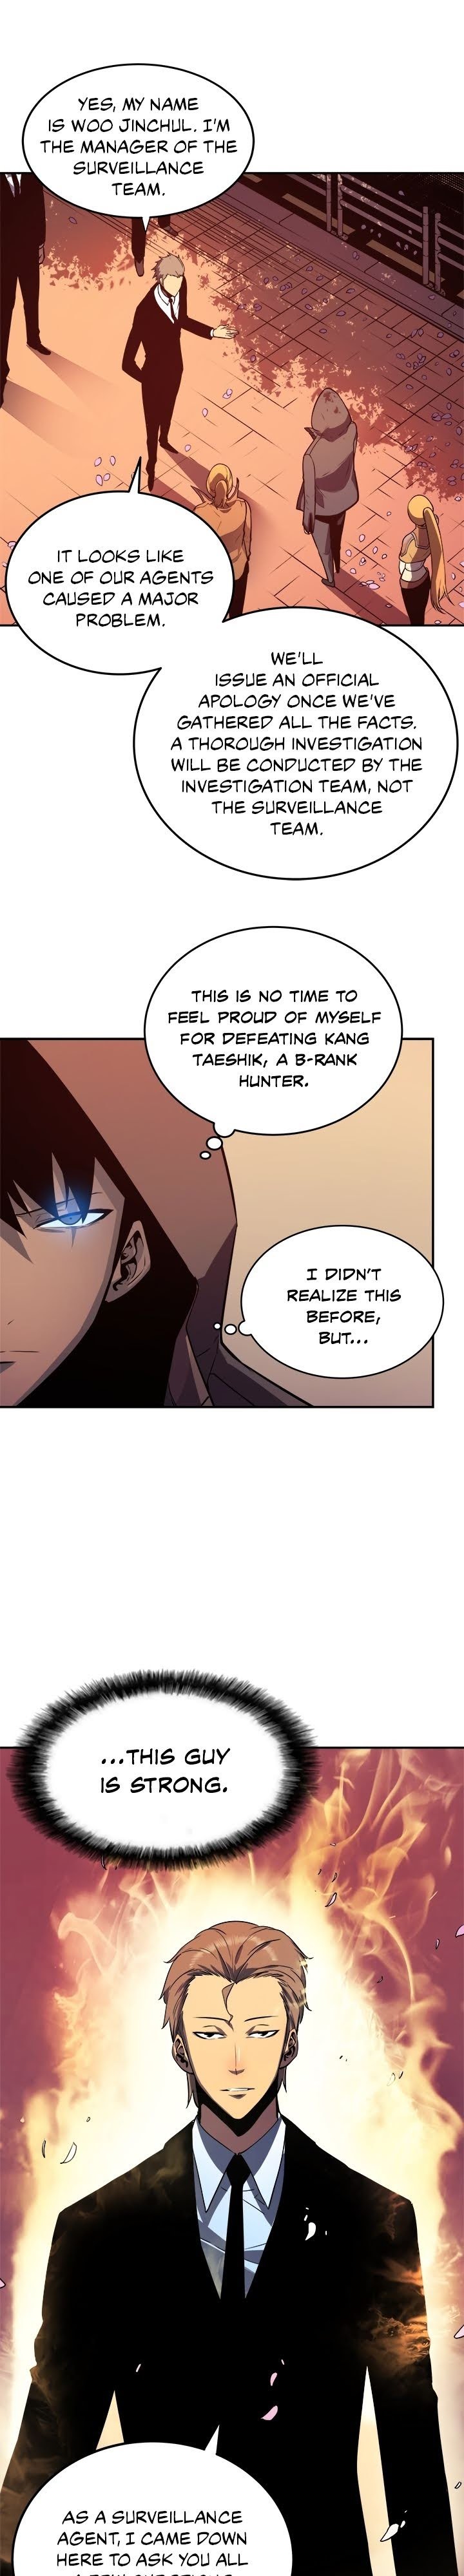 YES, MY NAME
IS WOO JINCHUL. I'M
THE MANAGER OF THE
SURVEILLANCE
TEAM.
IT LOOKS LIKE
ONE OF OUR AGENTS
CAUSED A MAJOR
PROBLEM.
WE'LL
ISSUE AN OFFICIAL
APOLOGY ONCE WE'VE
GATHERED ALL THE FACTS.
A THOROUGH INVESTIGATION
WILL BE CONDUCTED BY THE
INVESTIGATION TEAM, NOT
THE SURVEILLANCE
TEAM.
THIS IS NO TIME TO
FEEL PROUD OF MYSELF
FOR DEFEATING KANG
TAESHIK, A B-RANK
HUNTER.
I DIDN'T
REALIZE THIS
BEFORE,
BUT...
...THIS GUY
IS STRONG.
AS A SURVEILLANCE
AGENT, I CAME DOWN
HERE TO ASK YOU ALL